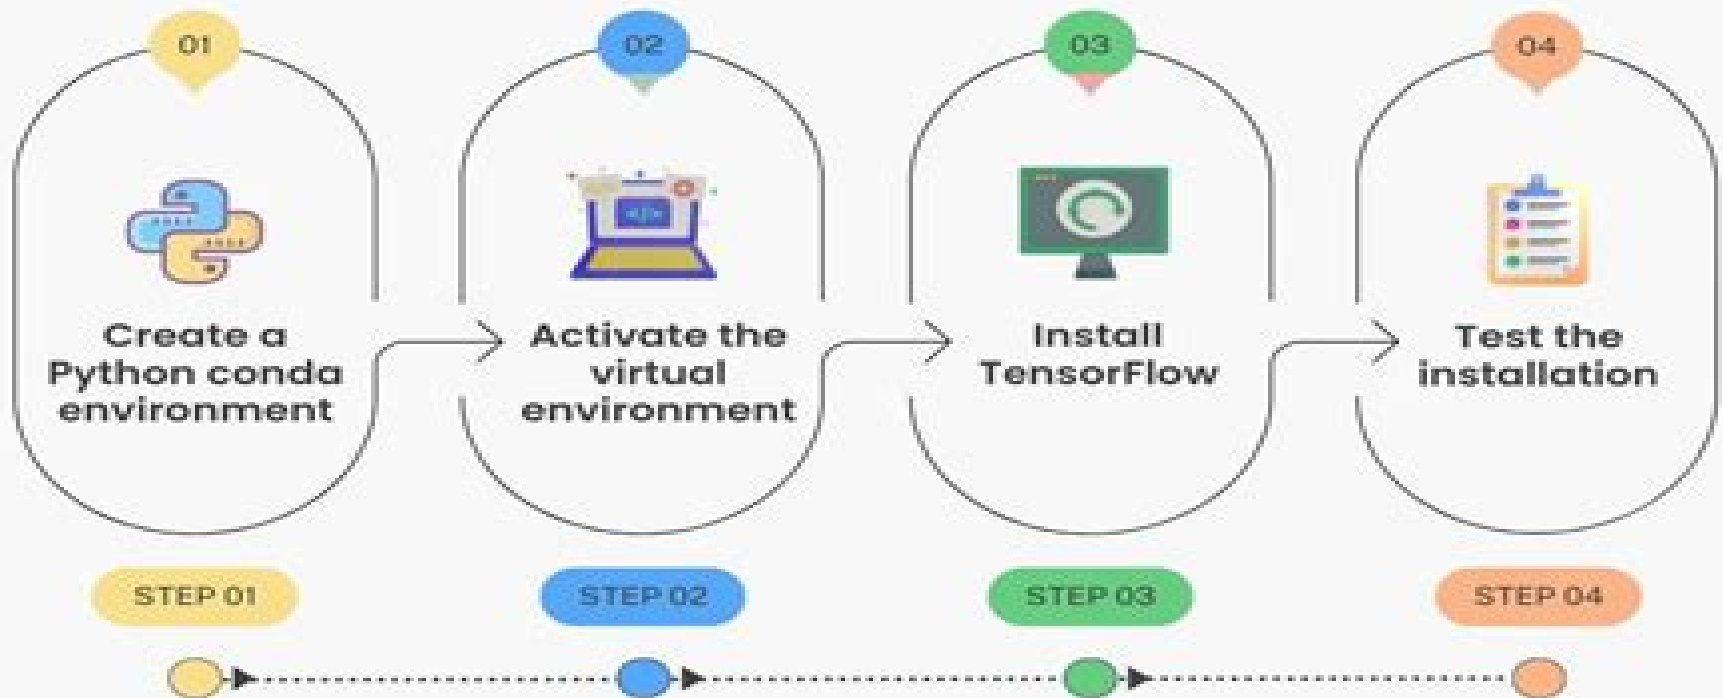 01
02
03
04
Create a
Python conda
environment
Activate the
virtual
environment
Install
TensorFlow
Test the
installation
STEP 01
STEP 02
STEP 03
STEP 04